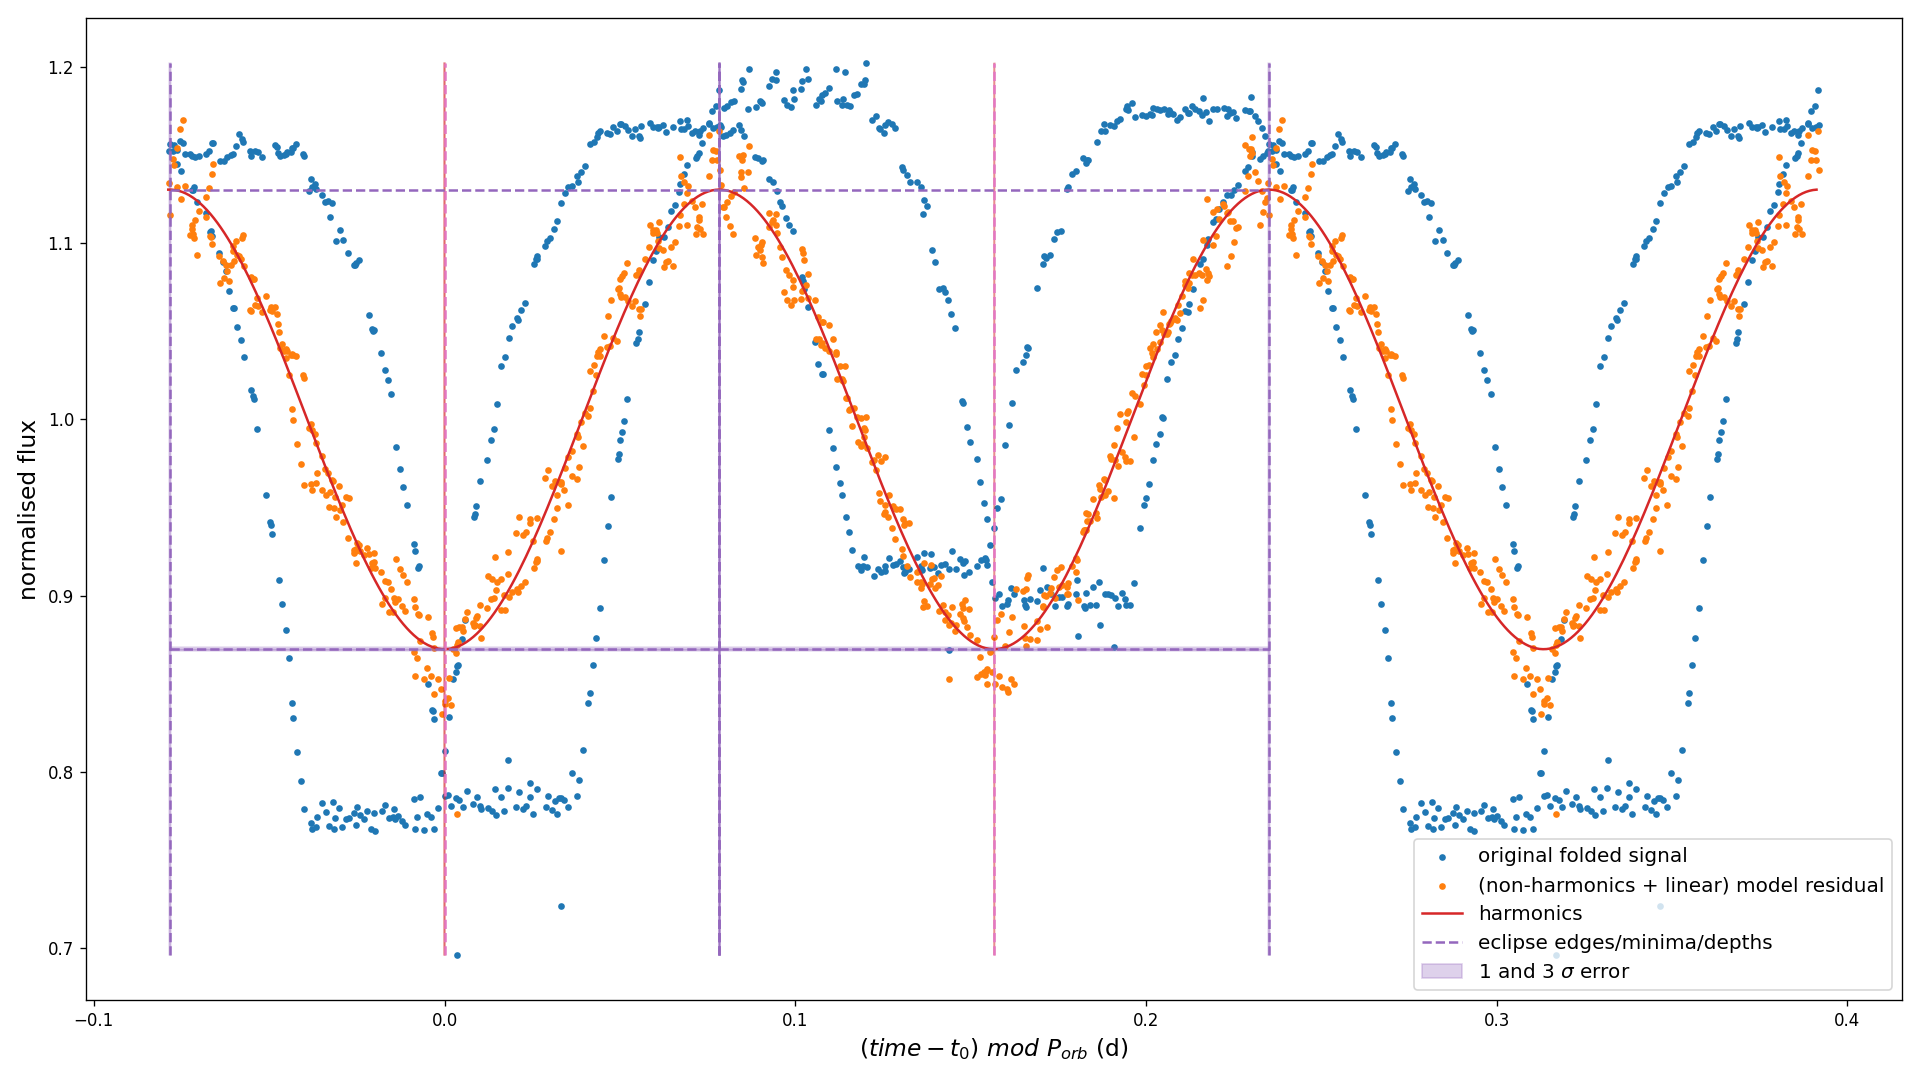 1.2
1.1
1.0
0.9
0.8
0.7
normalised flux
original folded signal
(non-harmonics + linear) model residual
harmonics
eclipse edges/minima/depths
1 and 3 σ error
−0.1 0.0 0.1 0.2 0.3 0.4
(time − t₀) mod P_orb (d)